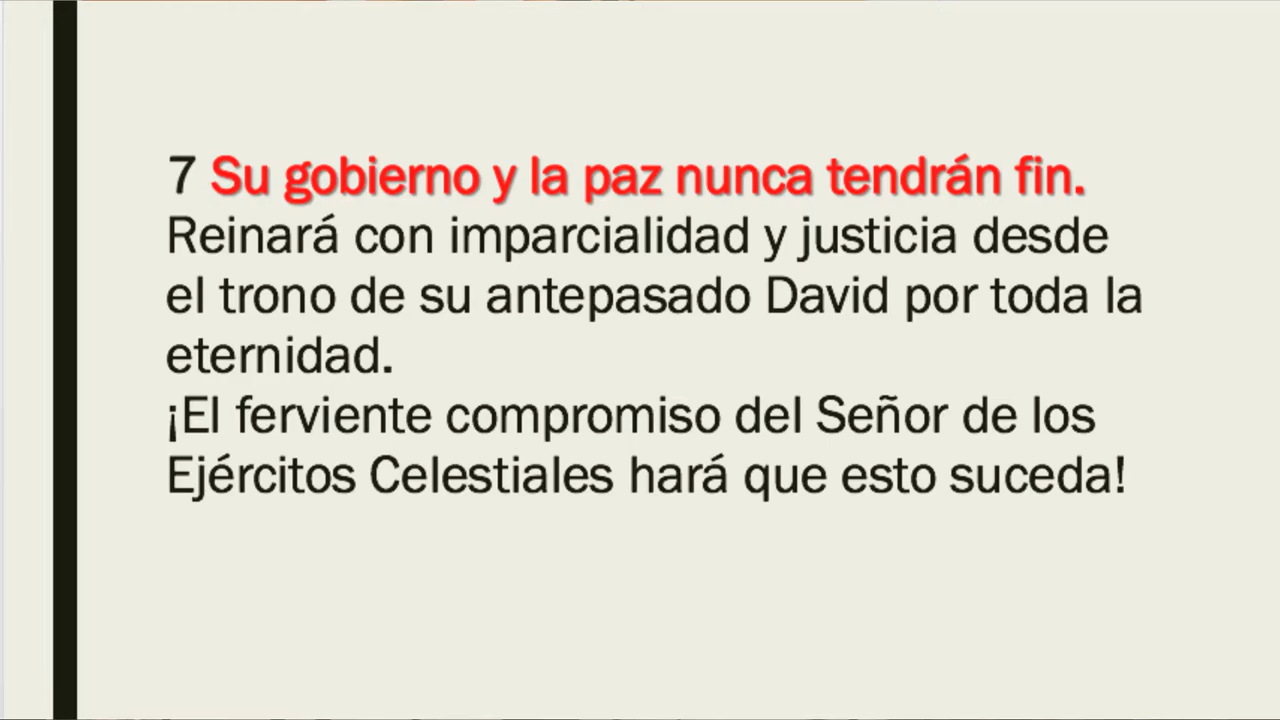 7 Su gobierno y la paz nunca tendrán fin.
Reinará con imparcialidad y justicia desde
el trono de su antepasado David por toda la
eternidad.
¡El ferviente compromiso del Señor de los
Ejércitos Celestiales hará que esto suceda!